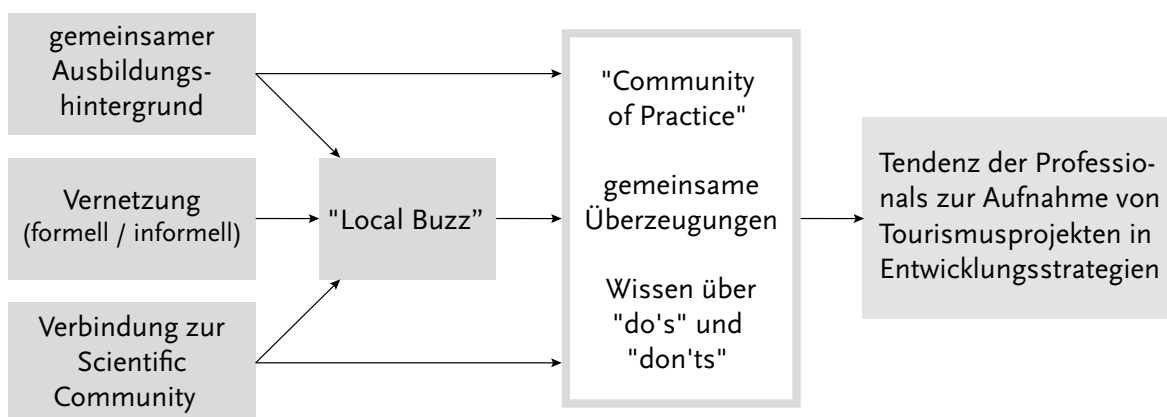 gemeinsamer
Ausbildungs-
hintergrund
Vernetzung
(formell / informell)
Verbindung zur
Scientific
Community
"Local Buzz”
"Community
of Practice"
gemeinsame
Überzeugungen
Wissen über
"do's" und
"don'ts"
Tendenz der Professio-
nals zur Aufnahme von
Tourismusprojekten in
Entwicklungsstrategien